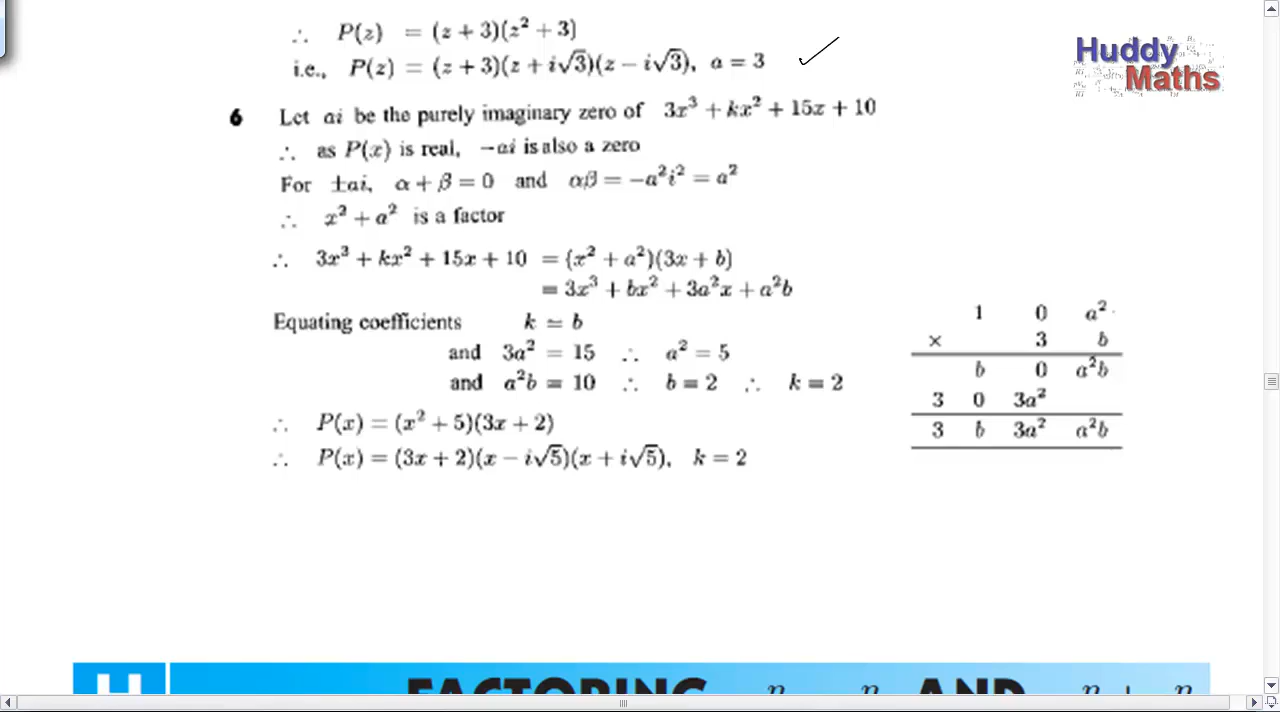 ∴ P(z) = (z + 3)(z² + 3)
i.e., P(z) = (z + 3)(z + i√3)(z − i√3), a = 3
Huddy
Maths
6 Let ai be the purely imaginary zero of 3x³ + kx² + 15x + 10
∴ as P(x) is real, −ai is also a zero
For ±ai, α + β = 0 and αβ = −a²i² = a²
∴ x² + a² is a factor
∴ 3x³ + kx² + 15x + 10 = (x² + a²)(3x + b)
= 3x³ + bx² + 3a²x + a²b
Equating coefficients k = b
and 3a² = 15 ∴ a² = 5
and a²b = 10 ∴ b = 2 ∴ k = 2
∴ P(x) = (x² + 5)(3x + 2)
∴ P(x) = (3x + 2)(x − i√5)(x + i√5), k = 2
1 0 a²
× 3 b
b 0 a²b
3 0 3a²
3 b 3a² a²b
H FACTORING AND